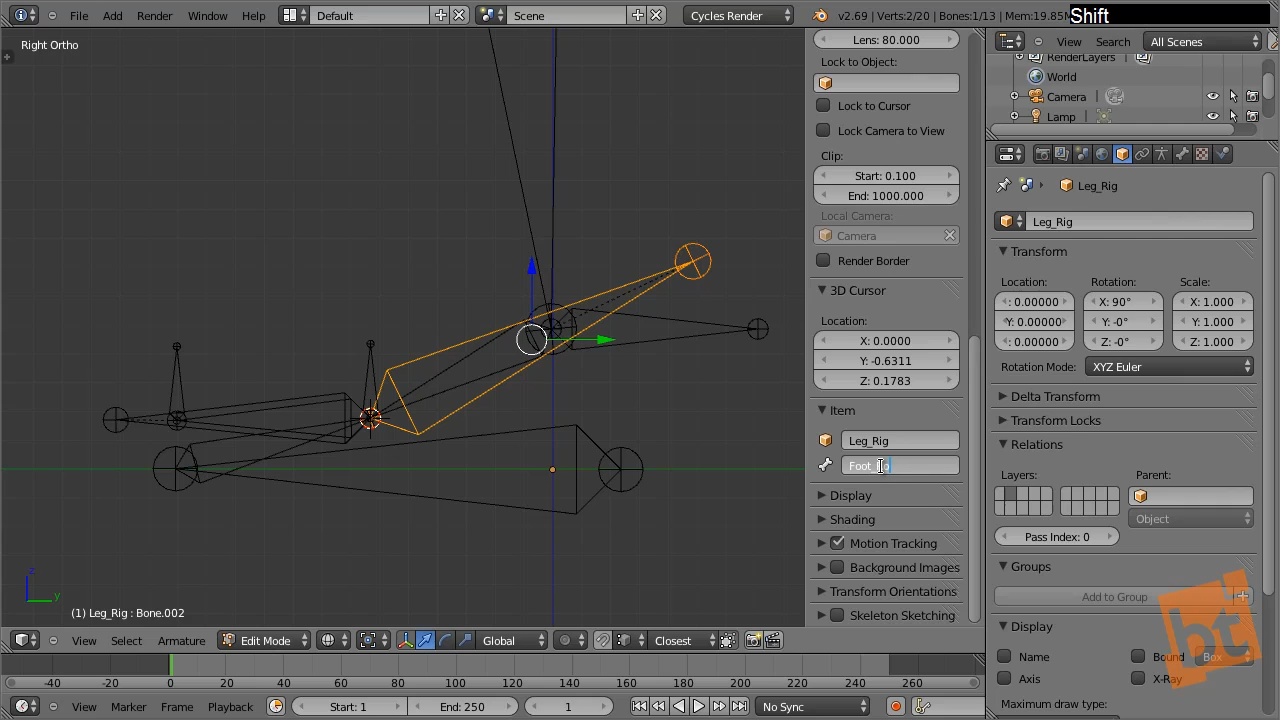 File Add Render Window Help Default Scene Cycles Render v2.69 | Verts:2/20 | Bones:1/13 | Mem:19.85
Shift
Right Ortho
(1) Leg_Rig : Bone.002
View Select Armature Edit Mode Global Closest
-40 -20 0 20 40 60 80 100 120 140 160 180 200 220 240 260
View Marker Frame Playback Start: 1 End: 250 1 No Sync
Lens: 80.000
Lock to Object:
Lock to Cursor
Lock Camera to View
Clip:
Start: 0.100
End: 1000.000
Local Camera:
Camera
Render Border
3D Cursor
Location:
X: 0.0000
Y: -0.6311
Z: 0.1783
Item
Leg_Rig
Foot_
Display
Shading
Motion Tracking
Background Images
Transform Orientations
Skeleton Sketching
View Search All Scenes
RenderLayers
World
Camera
Lamp
Leg_Rig
Leg_Rig
Transform
Location: Rotation: Scale:
: 0.00000 X: 90° X: 1.000
Y: 0.00000 Y: -0° Y: 1.000
: 0.00000 Z: -0° Z: 1.000
Rotation Mode: XYZ Euler
Delta Transform
Transform Locks
Relations
Layers: Parent:
Object
Pass Index: 0
Groups
Add to Group
Display
Name Bound Box
Axis X-Ray
Maximum draw type:
bt